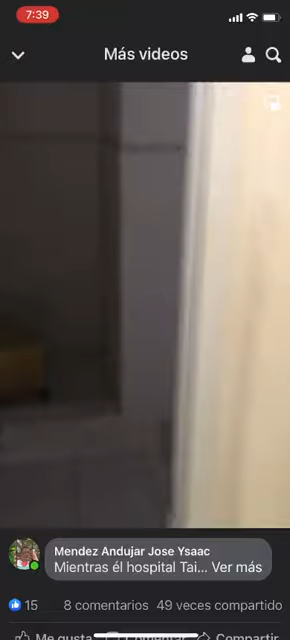 7:39
Más videos
Mendez Andujar Jose Ysaac
Mientras él hospital Tai... Ver más
15 8 comentarios 49 veces compartido
Me gusta Comentar Compartir